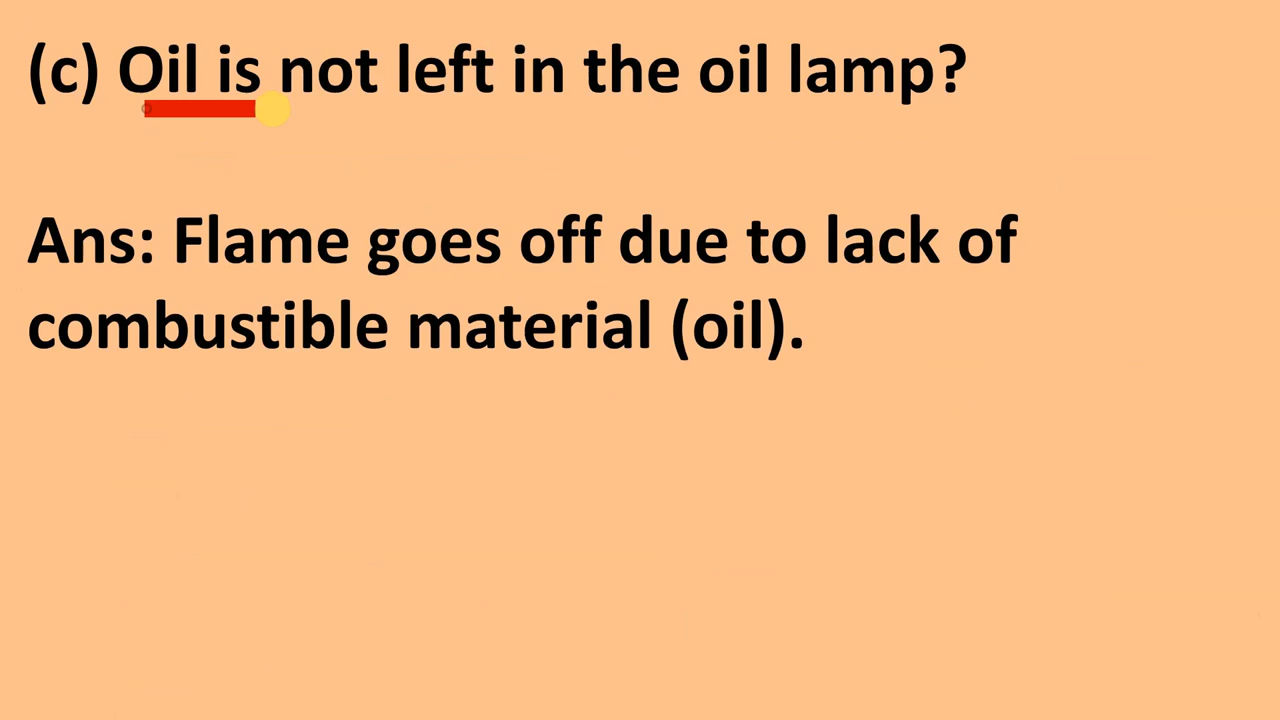 (c) Oil is not left in the oil lamp?
Ans: Flame goes off due to lack of
combustible material (oil).